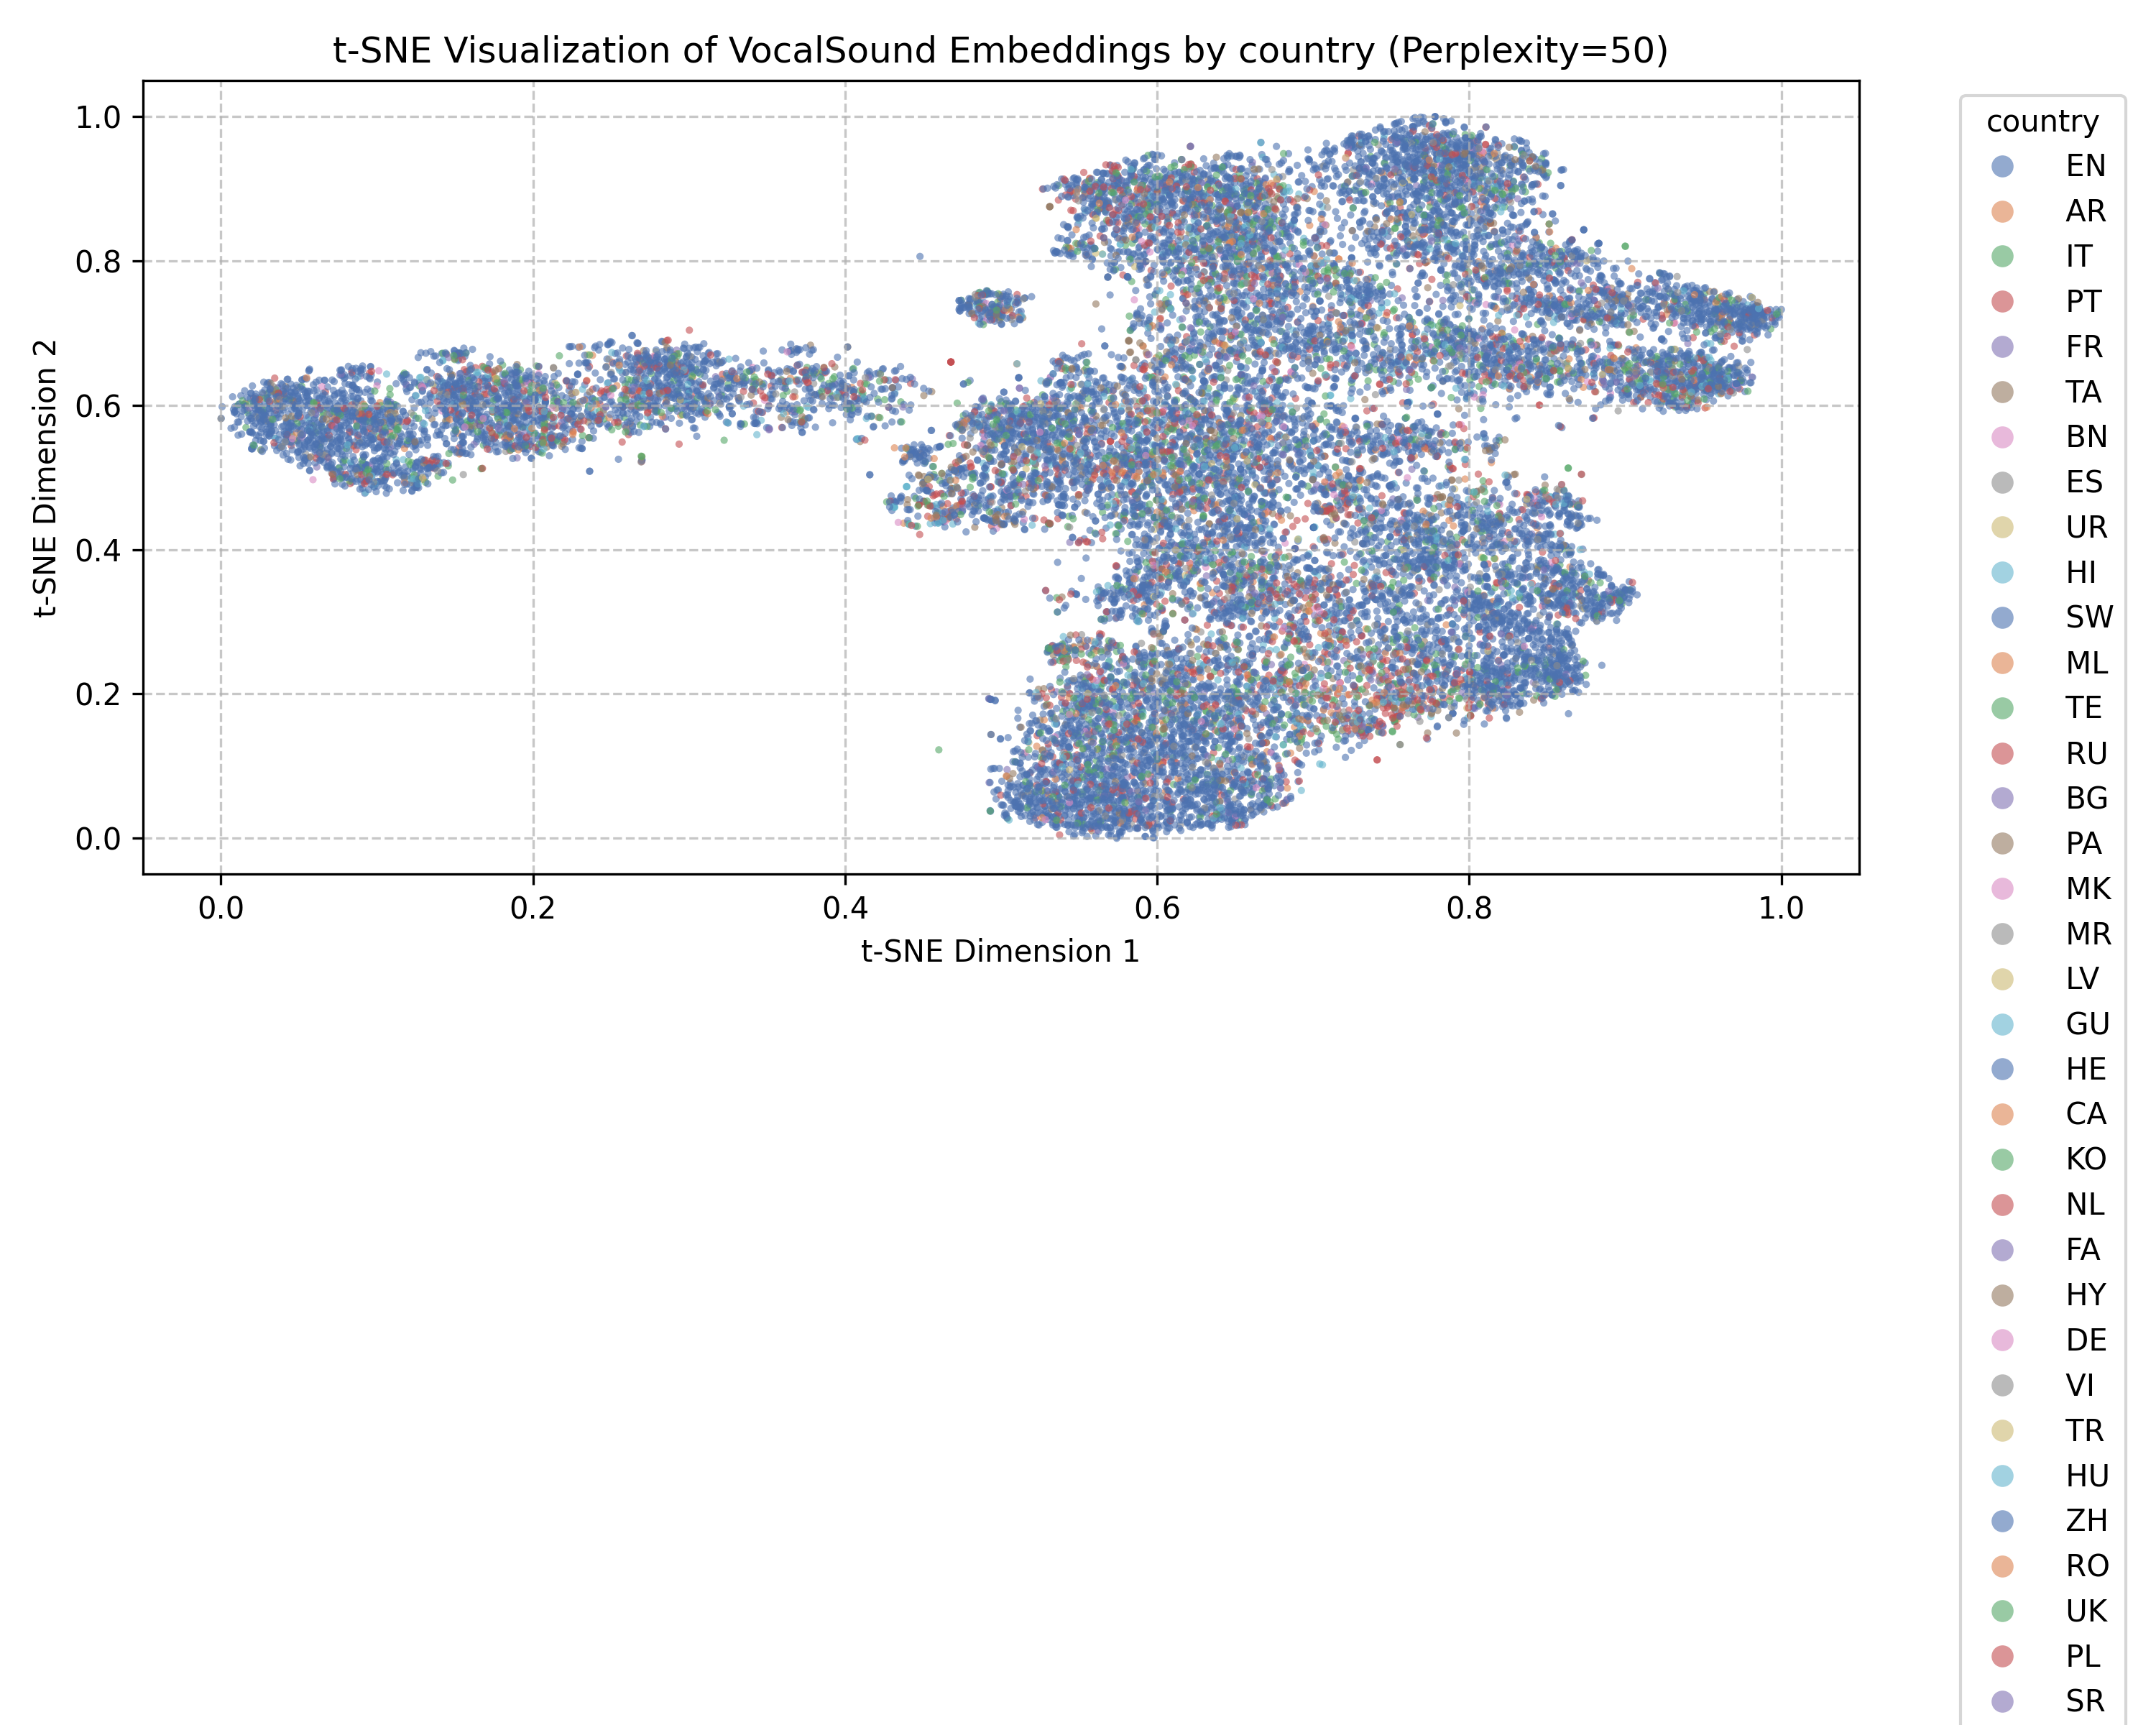 t-SNE Visualization of VocalSound Embeddings by country (Perplexity=50)
1.0
0.8
0.6
0.4
0.2
0.0
t-SNE Dimension 2
0.0 0.2 0.4 0.6 0.8 1.0
t-SNE Dimension 1
country
EN
AR
IT
PT
FR
TA
BN
ES
UR
HI
SW
ML
TE
RU
BG
PA
MK
MR
LV
GU
HE
CA
KO
NL
FA
HY
DE
VI
TR
HU
ZH
RO
UK
PL
SR